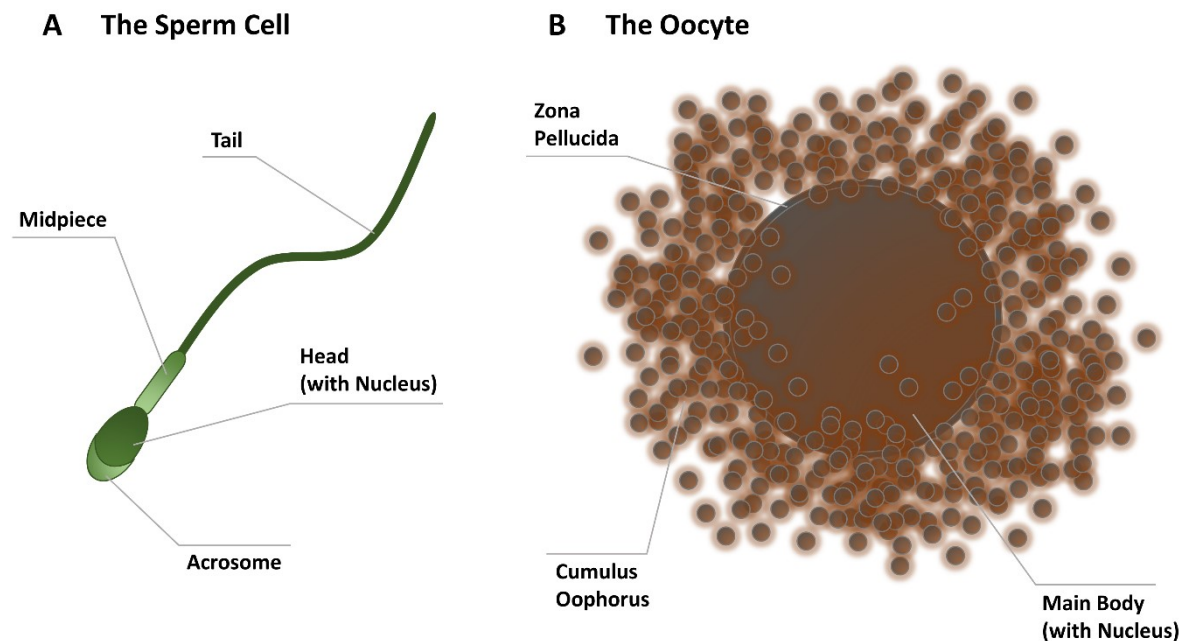 A The Sperm Cell
Tail
Midpiece
Head
(with Nucleus)
Acrosome
B The Oocyte
Zona
Pellucida
Cumulus
Oophorus
Main Body
(with Nucleus)